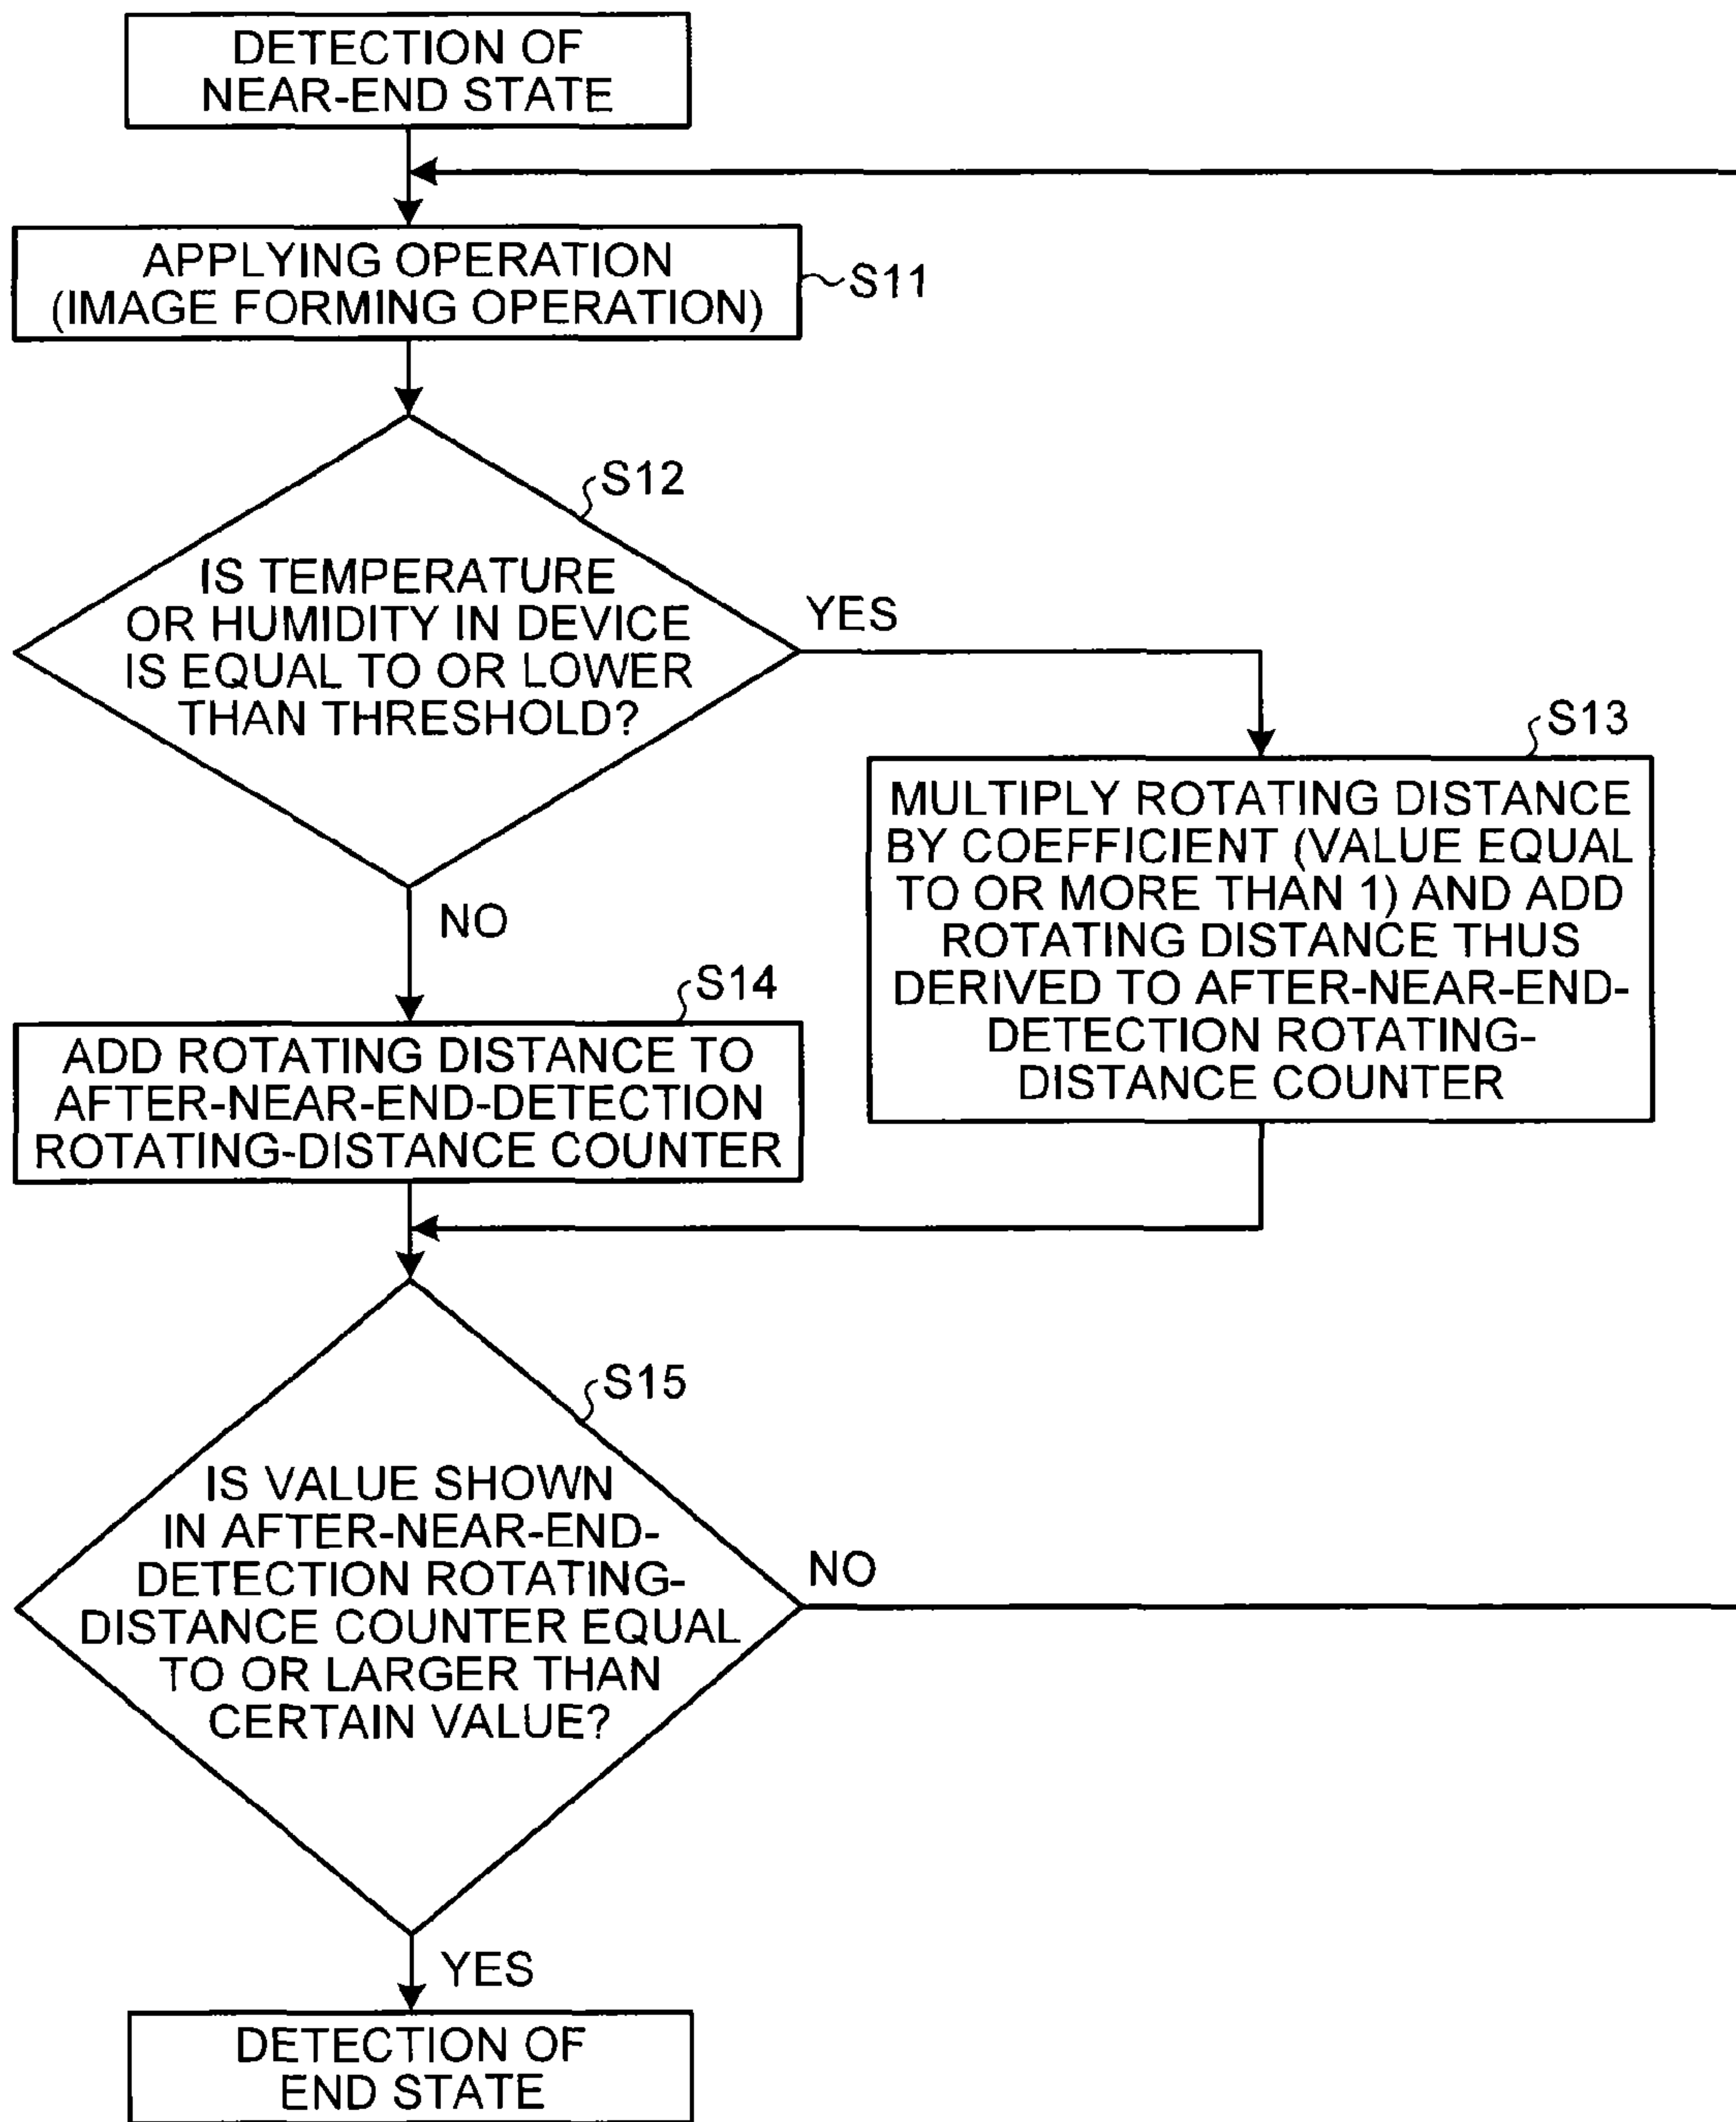 DETECTION OF
NEAR-END STATE
APPLYING OPERATION
(IMAGE FORMING OPERATION)
S11
S12
IS TEMPERATURE
OR HUMIDITY IN DEVICE
IS EQUAL TO OR LOWER
THAN THRESHOLD?
YES
NO
S13
MULTIPLY ROTATING DISTANCE
BY COEFFICIENT (VALUE EQUAL
TO OR MORE THAN 1) AND ADD
ROTATING DISTANCE THUS
DERIVED TO AFTER-NEAR-END-
DETECTION ROTATING-
DISTANCE COUNTER
S14
ADD ROTATING DISTANCE TO
AFTER-NEAR-END-DETECTION
ROTATING-DISTANCE COUNTER
S15
IS VALUE SHOWN
IN AFTER-NEAR-END-
DETECTION ROTATING-
DISTANCE COUNTER EQUAL
TO OR LARGER THAN
CERTAIN VALUE?
NO
YES
DETECTION OF
END STATE